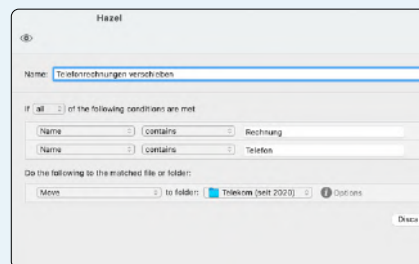 Hazel
Name: Telefonrechnungen verschieben
If all of the following conditions are met
Name contains Rechnung
Name contains Telefon
Do the following to the matched file or folder:
Move to folder: Telekom (seit 2020) Options
Disca